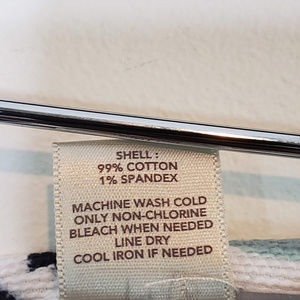 SHELL :
99% COTTON
1% SPANDEX
MACHINE WASH COLD
ONLY NON-CHLORINE
BLEACH WHEN NEEDED
LINE DRY
COOL IRON IF NEEDED